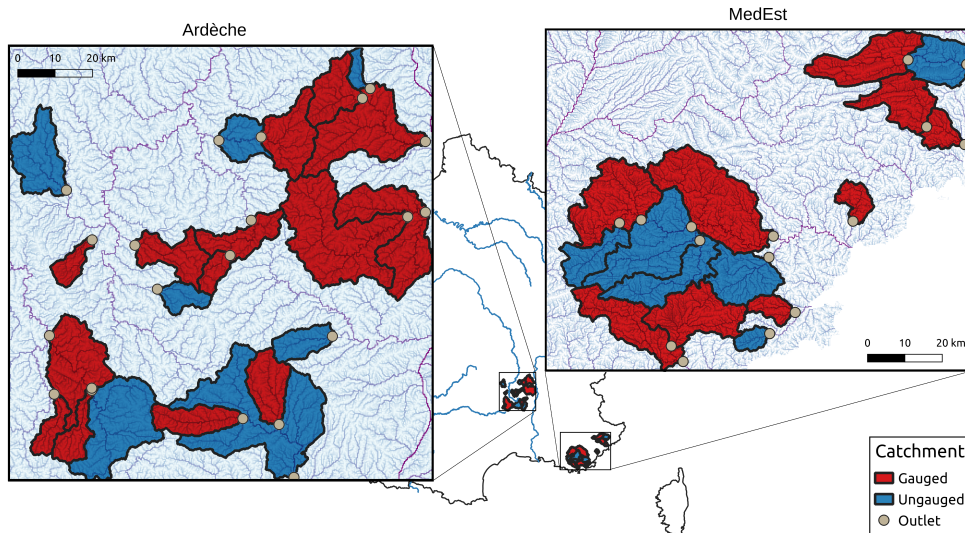 Ardèche
MedEst
0 10 20 km
0 10 20 km
Catchment
Gauged
Ungauged
Outlet